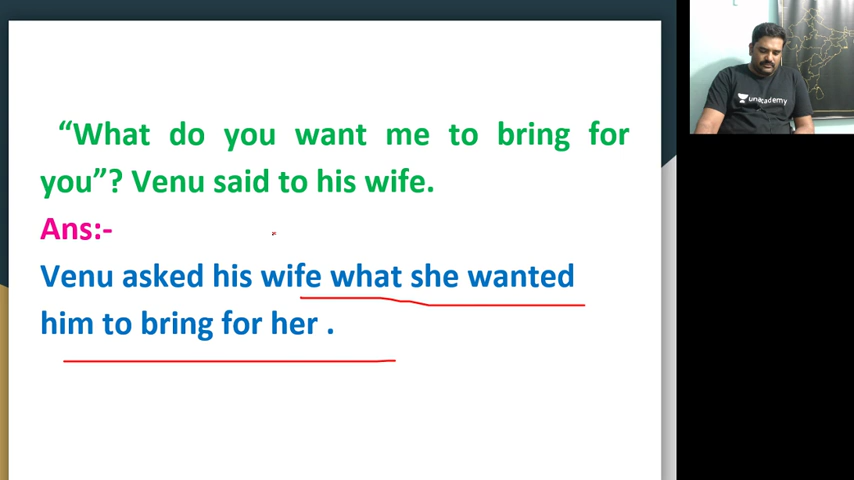 “What do you want me to bring for
you”? Venu said to his wife.
Ans:-
Venu asked his wife what she wanted
him to bring for her .
unacademy